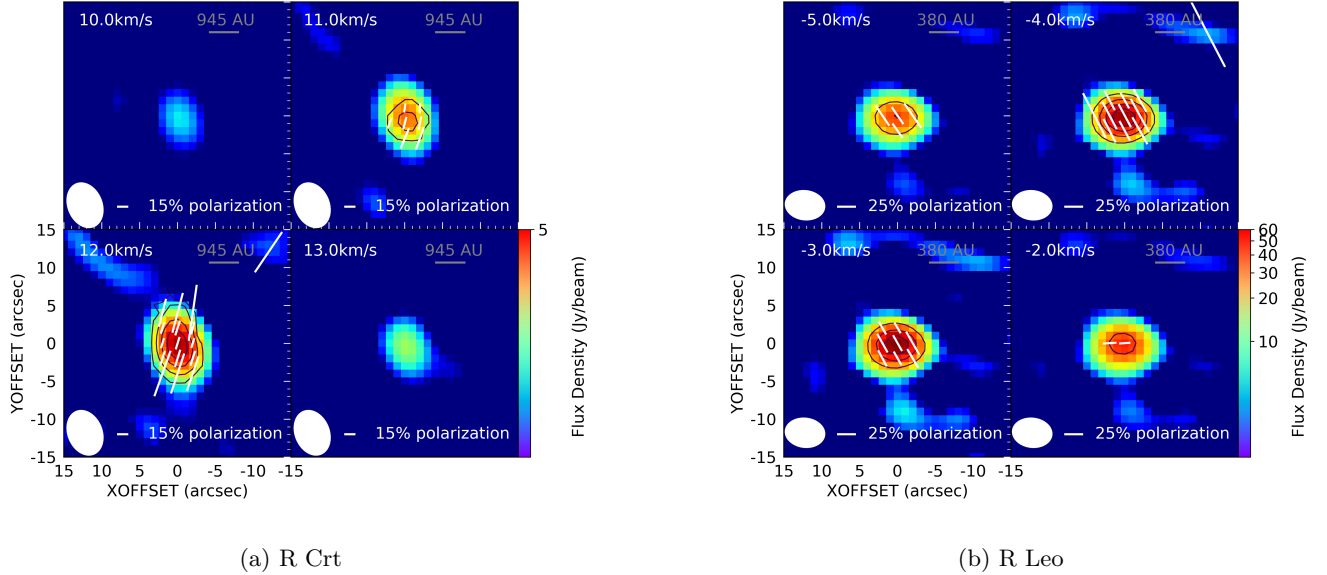 10.0km/s 945 AU
15% polarization
11.0km/s 945 AU
15% polarization
12.0km/s 945 AU
15% polarization
13.0km/s 945 AU
15% polarization
15
10
5
0
-5
-10
-15
YOFFSET (arcsec)
15 10 5 0 -5 -10 -15
XOFFSET (arcsec)
5
Flux Density (Jy/beam)
(a) R Crt
-5.0km/s 380 AU
25% polarization
-4.0km/s 380 AU
25% polarization
-3.0km/s 380 AU
25% polarization
-2.0km/s 380 AU
25% polarization
15
10
5
0
-5
-10
-15
YOFFSET (arcsec)
15 10 5 0 -5 -10 -15
XOFFSET (arcsec)
60
50
40
30
20
10
Flux Density (Jy/beam)
(b) R Leo